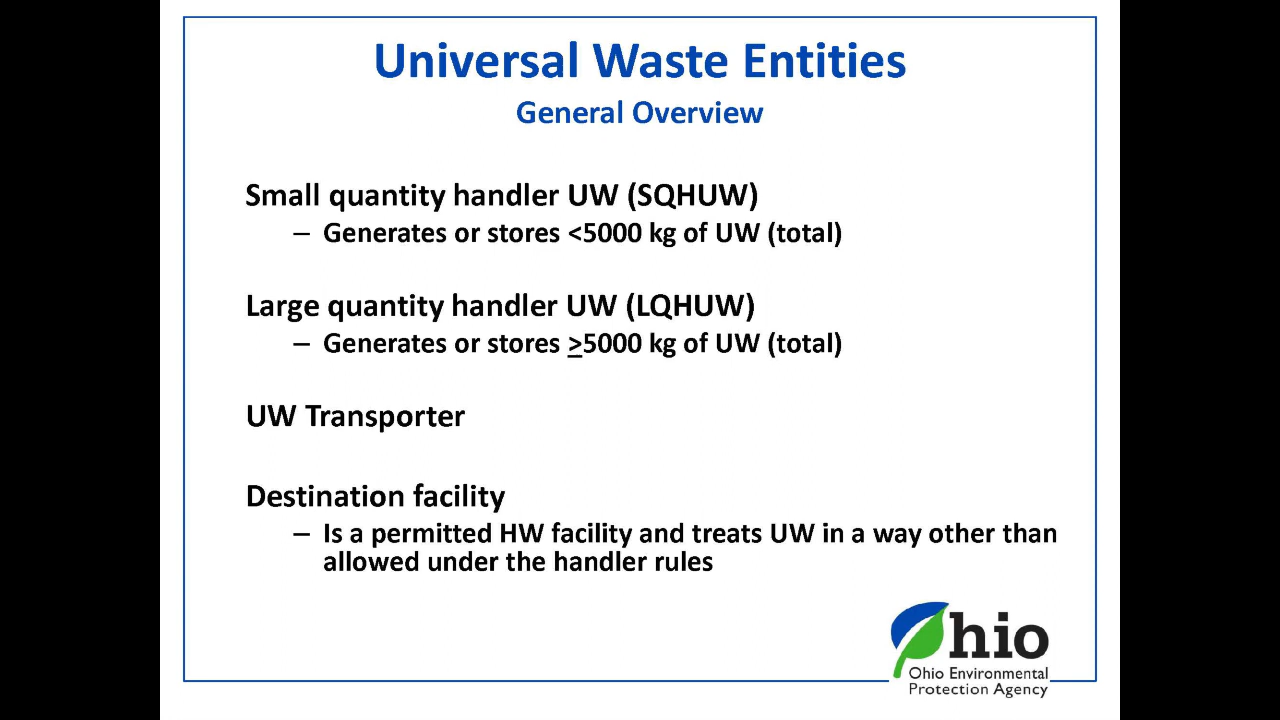 Universal Waste Entities
General Overview
Small quantity handler UW (SQHUW)
– Generates or stores <5000 kg of UW (total)
Large quantity handler UW (LQHUW)
– Generates or stores ≥5000 kg of UW (total)
UW Transporter
Destination facility
– Is a permitted HW facility and treats UW in a way other than
allowed under the handler rules
Ohio
Ohio Environmental
Protection Agency